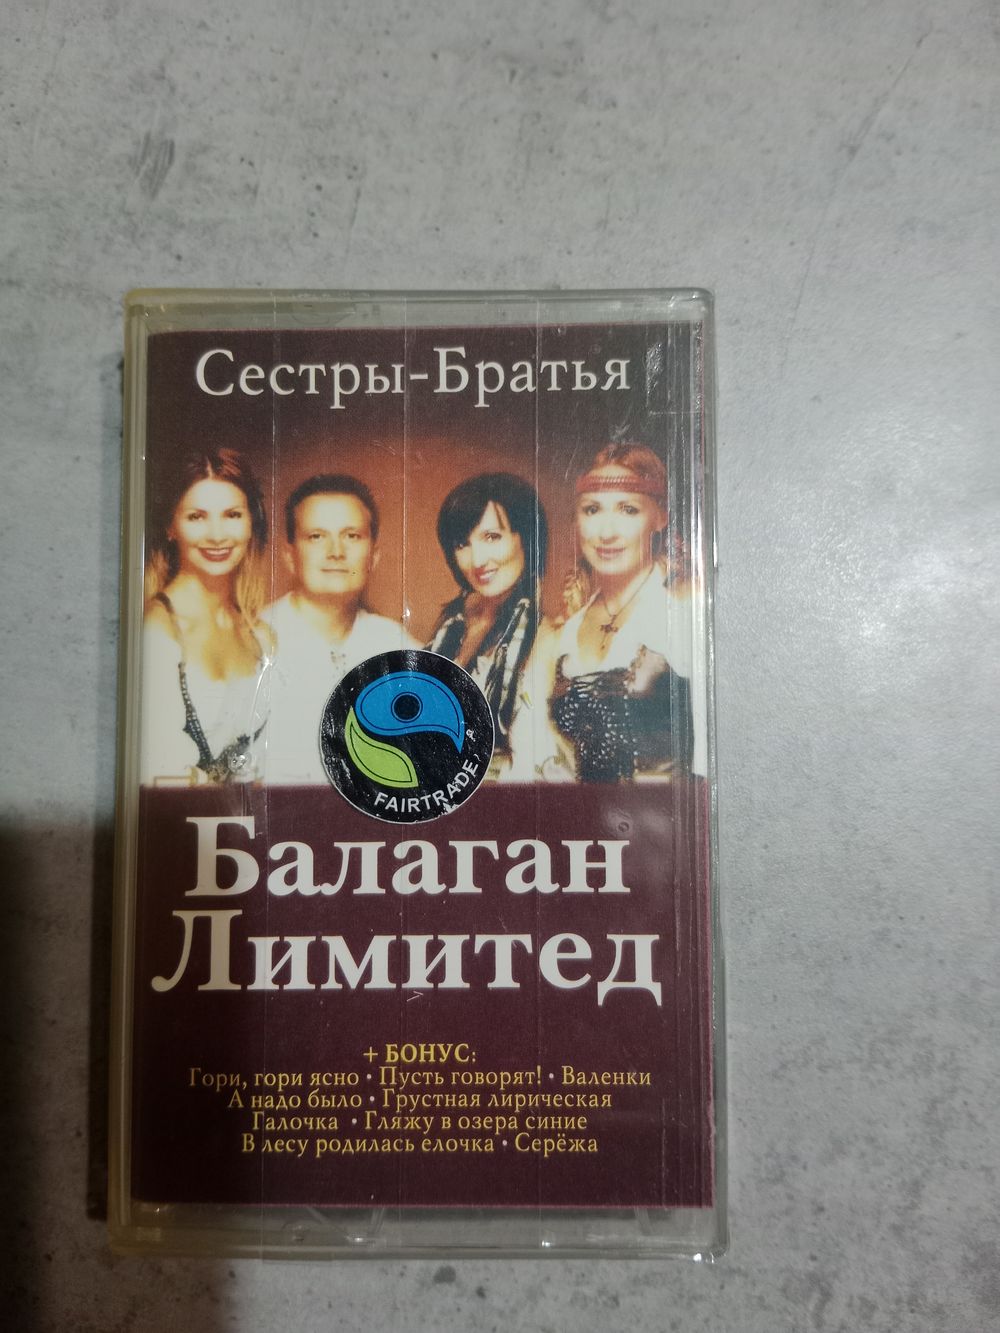 Сестры-Братья
FAIRTRADE
Балаган
Лимитед
+ БОНУС:
Гори, гори ясно • Пусть говорят! • Валенки
А надо было • Грустная лирическая
Галочка • Гляжу в озера синие
В лесу родилась елочка • Серёжа